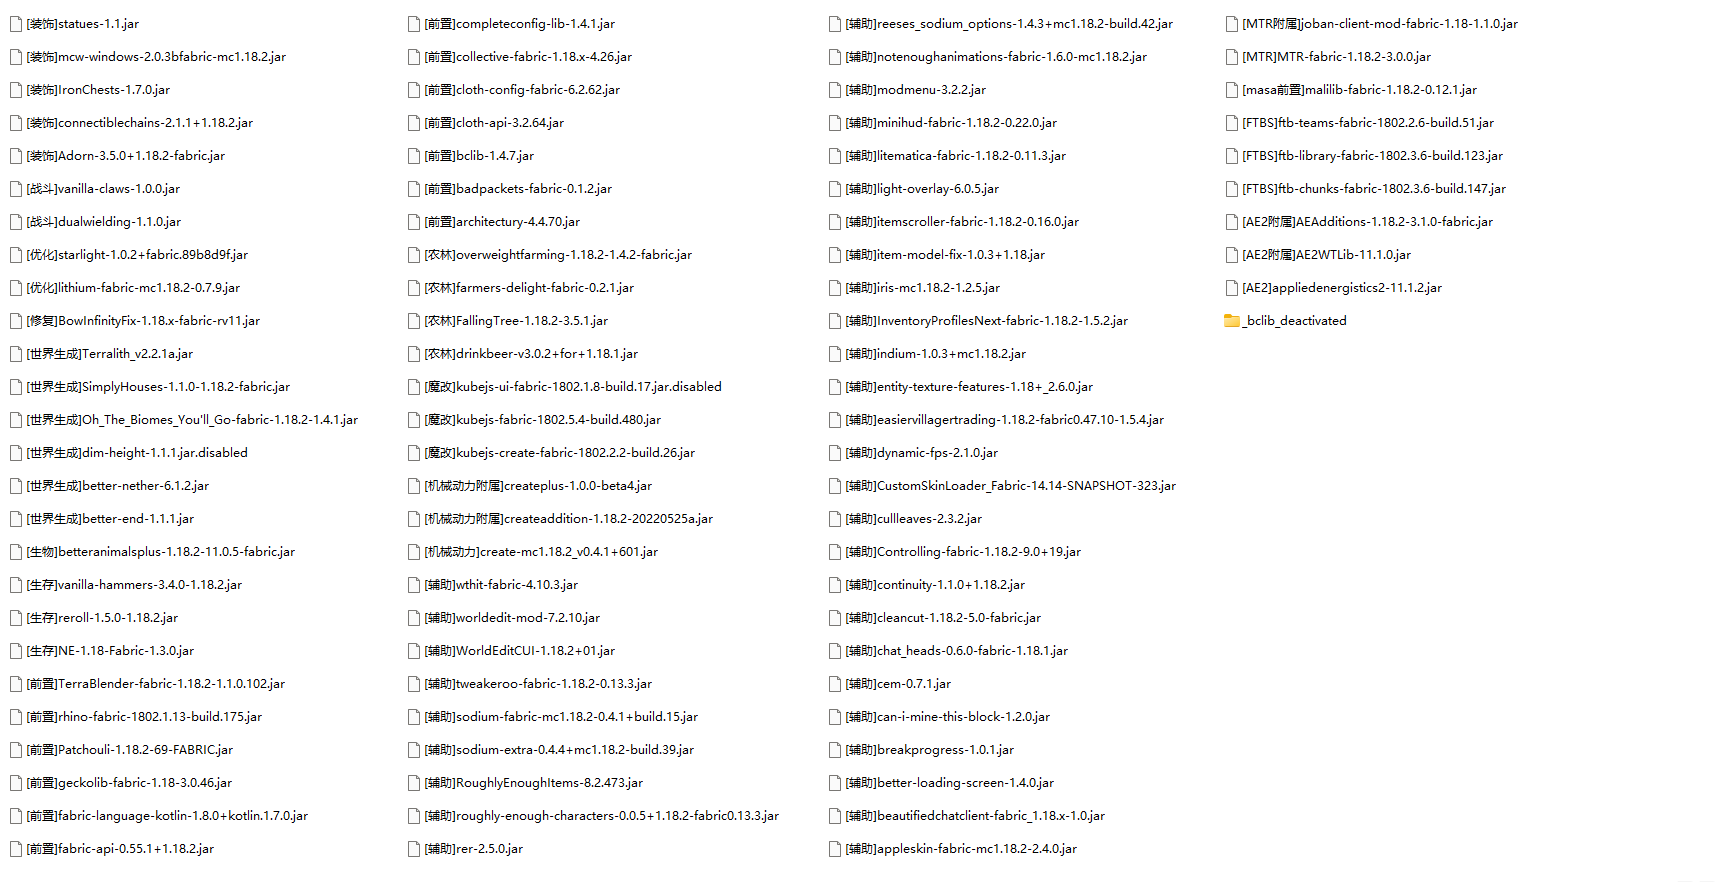 [装饰]statues-1.1.jar
[装饰]mcw-windows-2.0.3bfabric-mc1.18.2.jar
[装饰]IronChests-1.7.0.jar
[装饰]connectiblechains-2.1.1+1.18.2.jar
[装饰]Adorn-3.5.0+1.18.2-fabric.jar
[战斗]vanilla-claws-1.0.0.jar
[战斗]dualwielding-1.1.0.jar
[优化]starlight-1.0.2+fabric.89b8d9f.jar
[优化]lithium-fabric-mc1.18.2-0.7.9.jar
[修复]BowInfinityFix-1.18.x-fabric-rv11.jar
[世界生成]Terralith_v2.2.1a.jar
[世界生成]SimplyHouses-1.1.0-1.18.2-fabric.jar
[世界生成]Oh_The_Biomes_You'll_Go-fabric-1.18.2-1.4.1.jar
[世界生成]dim-height-1.1.1.jar.disabled
[世界生成]better-nether-6.1.2.jar
[世界生成]better-end-1.1.1.jar
[生物]betteranimalsplus-1.18.2-11.0.5-fabric.jar
[生存]vanilla-hammers-3.4.0-1.18.2.jar
[生存]reroll-1.5.0-1.18.2.jar
[生存]NE-1.18-Fabric-1.3.0.jar
[前置]TerraBlender-fabric-1.18.2-1.1.0.102.jar
[前置]rhino-fabric-1802.1.13-build.175.jar
[前置]Patchouli-1.18.2-69-FABRIC.jar
[前置]geckolib-fabric-1.18-3.0.46.jar
[前置]fabric-language-kotlin-1.8.0+kotlin.1.7.0.jar
[前置]fabric-api-0.55.1+1.18.2.jar
[前置]completeconfig-lib-1.4.1.jar
[前置]collective-fabric-1.18.x-4.26.jar
[前置]cloth-config-fabric-6.2.62.jar
[前置]cloth-api-3.2.64.jar
[前置]bclib-1.4.7.jar
[前置]badpackets-fabric-0.1.2.jar
[前置]architectury-4.4.70.jar
[农林]overweightfarming-1.18.2-1.4.2-fabric.jar
[农林]farmers-delight-fabric-0.2.1.jar
[农林]FallingTree-1.18.2-3.5.1.jar
[农林]drinkbeer-v3.0.2+for+1.18.1.jar
[魔改]kubejs-ui-fabric-1802.1.8-build.17.jar.disabled
[魔改]kubejs-fabric-1802.5.4-build.480.jar
[魔改]kubejs-create-fabric-1802.2.2-build.26.jar
[机械动力附属]createplus-1.0.0-beta4.jar
[机械动力附属]createaddition-1.18.2-20220525a.jar
[机械动力]create-mc1.18.2_v0.4.1+601.jar
[辅助]wthit-fabric-4.10.3.jar
[辅助]worldedit-mod-7.2.10.jar
[辅助]WorldEditCUI-1.18.2+01.jar
[辅助]tweakeroo-fabric-1.18.2-0.13.3.jar
[辅助]sodium-fabric-mc1.18.2-0.4.1+build.15.jar
[辅助]sodium-extra-0.4.4+mc1.18.2-build.39.jar
[辅助]RoughlyEnoughItems-8.2.473.jar
[辅助]roughly-enough-characters-0.0.5+1.18.2-fabric0.13.3.jar
[辅助]rer-2.5.0.jar
[辅助]reeses_sodium_options-1.4.3+mc1.18.2-build.42.jar
[辅助]notenoughanimations-fabric-1.6.0-mc1.18.2.jar
[辅助]modmenu-3.2.2.jar
[辅助]minihud-fabric-1.18.2-0.22.0.jar
[辅助]litematica-fabric-1.18.2-0.11.3.jar
[辅助]light-overlay-6.0.5.jar
[辅助]itemscroller-fabric-1.18.2-0.16.0.jar
[辅助]item-model-fix-1.0.3+1.18.jar
[辅助]iris-mc1.18.2-1.2.5.jar
[辅助]InventoryProfilesNext-fabric-1.18.2-1.5.2.jar
[辅助]indium-1.0.3+mc1.18.2.jar
[辅助]entity-texture-features-1.18+_2.6.0.jar
[辅助]easiervillagertrading-1.18.2-fabric0.47.10-1.5.4.jar
[辅助]dynamic-fps-2.1.0.jar
[辅助]CustomSkinLoader_Fabric-14.14-SNAPSHOT-323.jar
[辅助]cullleaves-2.3.2.jar
[辅助]Controlling-fabric-1.18.2-9.0+19.jar
[辅助]continuity-1.1.0+1.18.2.jar
[辅助]cleancut-1.18.2-5.0-fabric.jar
[辅助]chat_heads-0.6.0-fabric-1.18.1.jar
[辅助]cem-0.7.1.jar
[辅助]can-i-mine-this-block-1.2.0.jar
[辅助]breakprogress-1.0.1.jar
[辅助]better-loading-screen-1.4.0.jar
[辅助]beautifiedchatclient-fabric_1.18.x-1.0.jar
[辅助]appleskin-fabric-mc1.18.2-2.4.0.jar
[MTR附属]joban-client-mod-fabric-1.18-1.1.0.jar
[MTR]MTR-fabric-1.18.2-3.0.0.jar
[masa前置]malilib-fabric-1.18.2-0.12.1.jar
[FTBS]ftb-teams-fabric-1802.2.6-build.51.jar
[FTBS]ftb-library-fabric-1802.3.6-build.123.jar
[FTBS]ftb-chunks-fabric-1802.3.6-build.147.jar
[AE2附属]AEAdditions-1.18.2-3.1.0-fabric.jar
[AE2附属]AE2WTLib-11.1.0.jar
[AE2]appliedenergistics2-11.1.2.jar
_bclib_deactivated